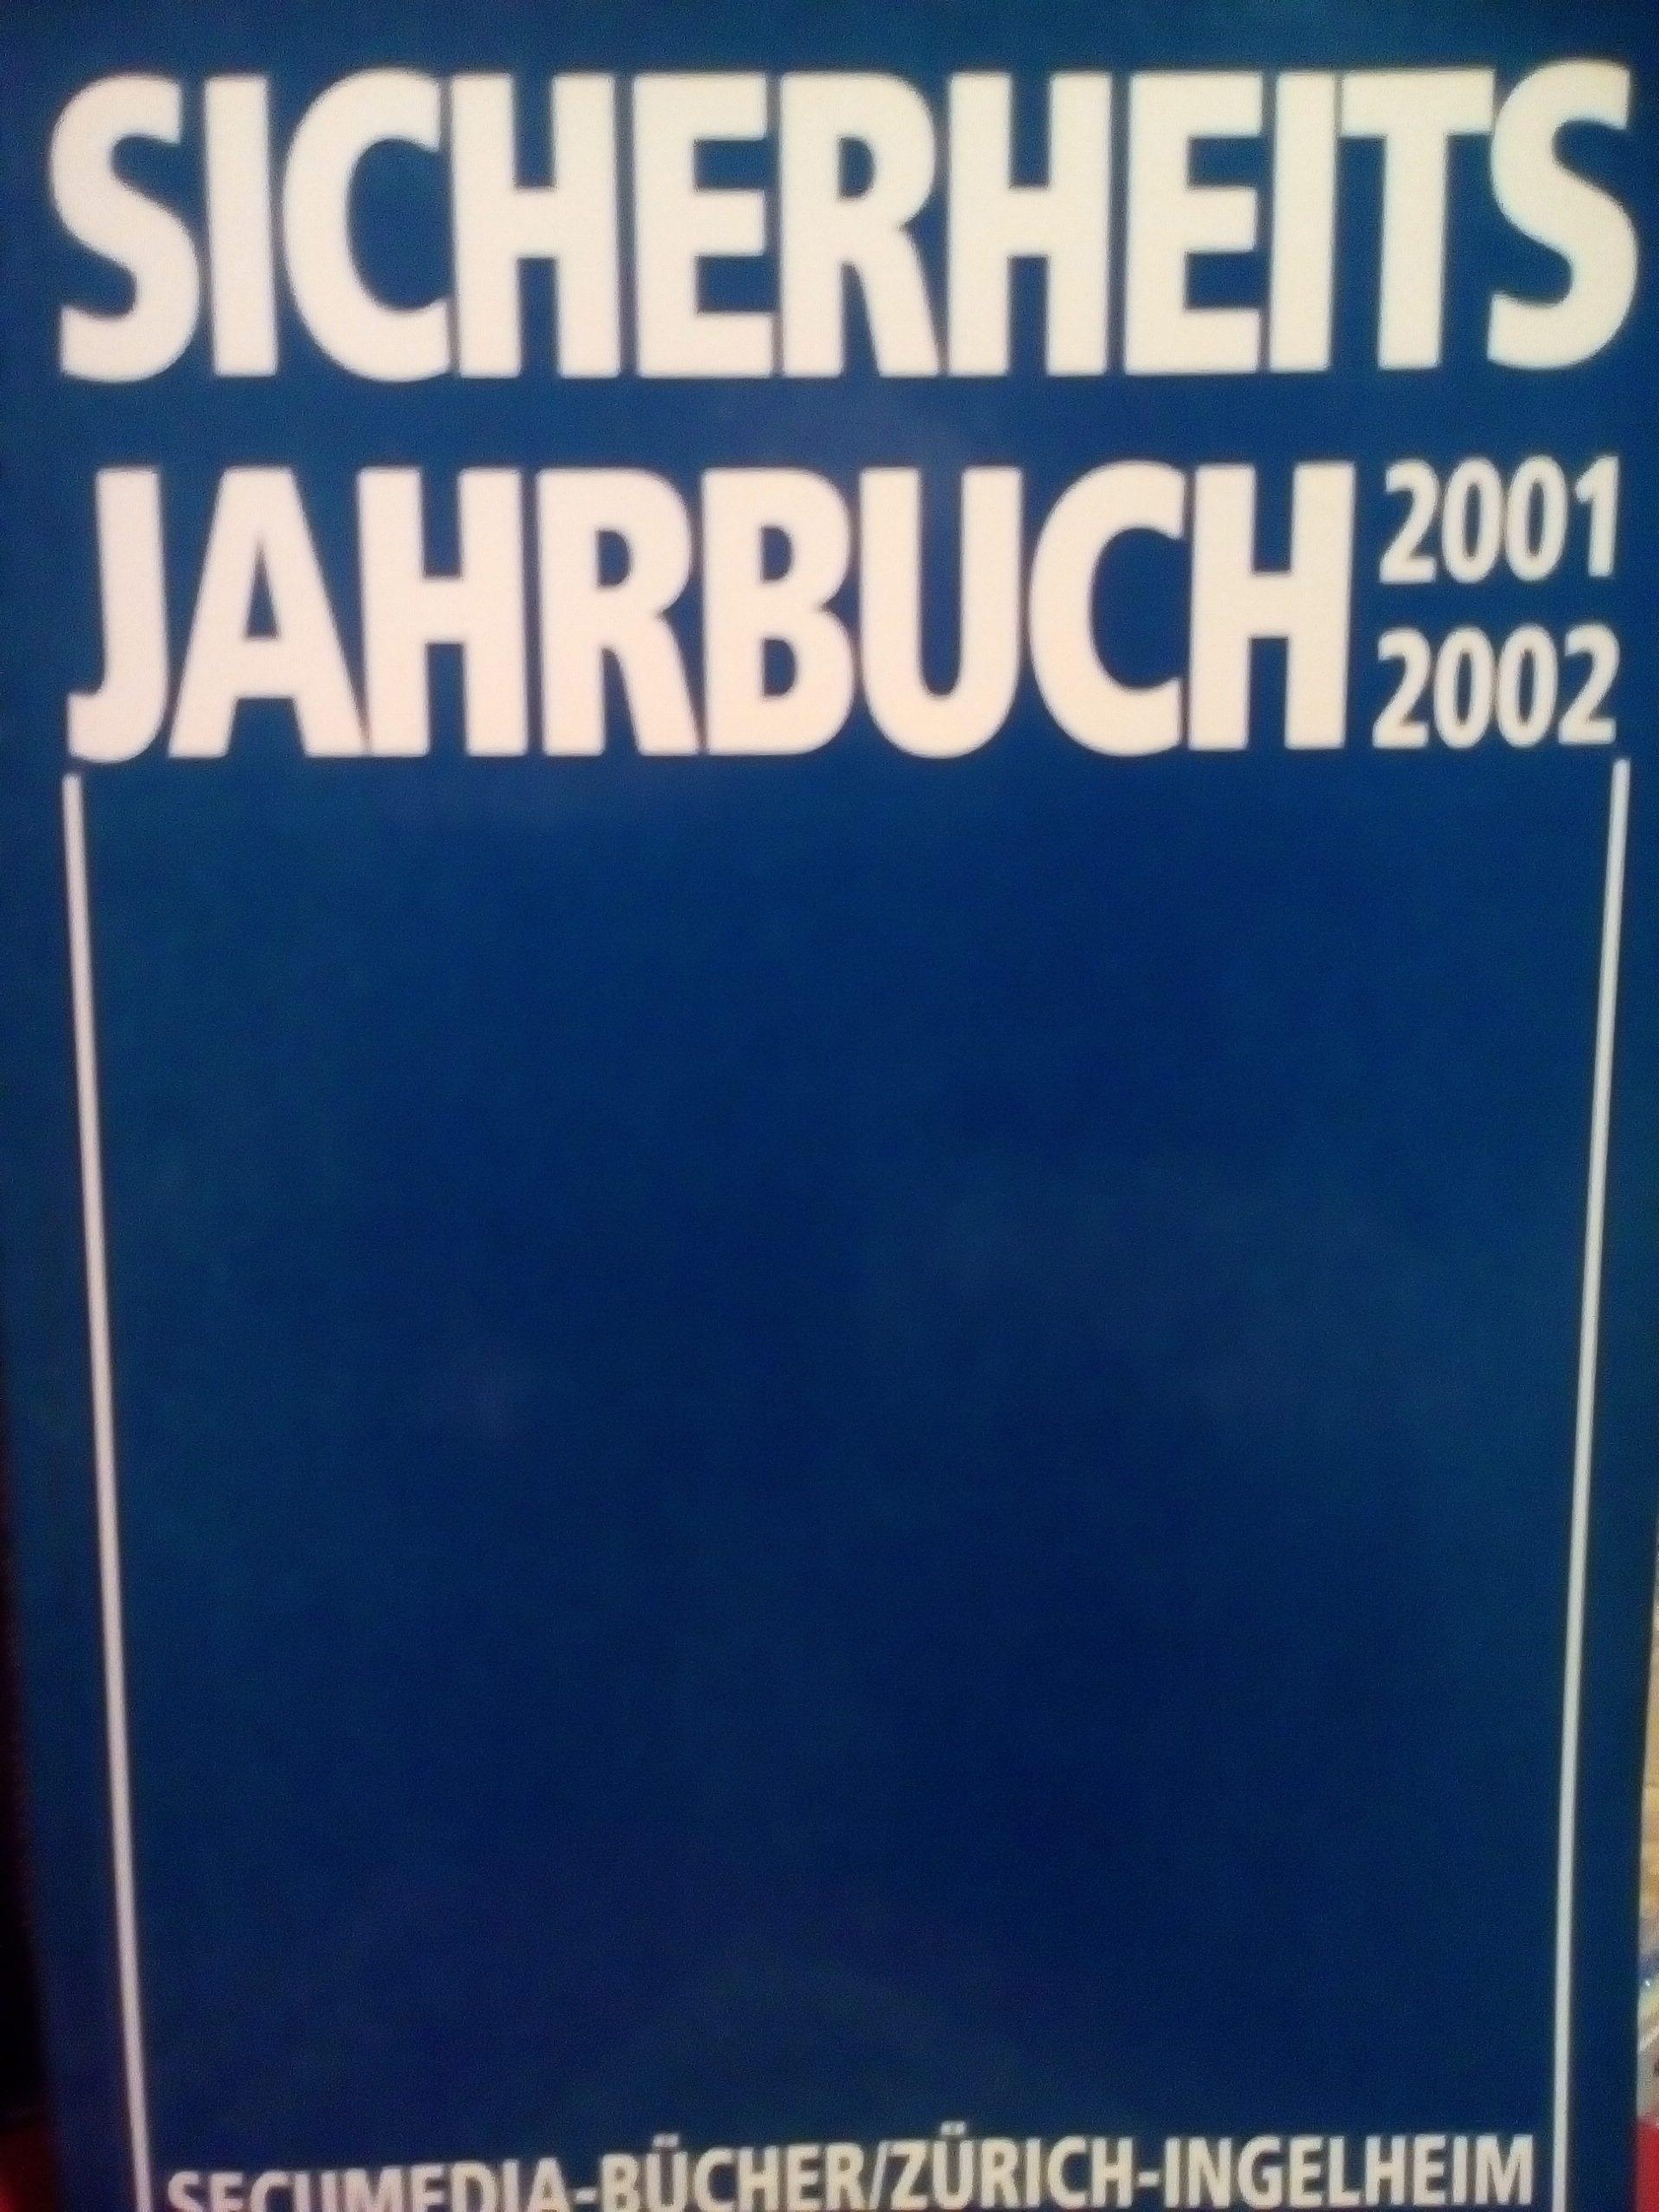 SICHERHEITS
JAHRBUCH 2001
2002
SECUMEDIA-BÜCHER/ZÜRICH-INGELHEIM